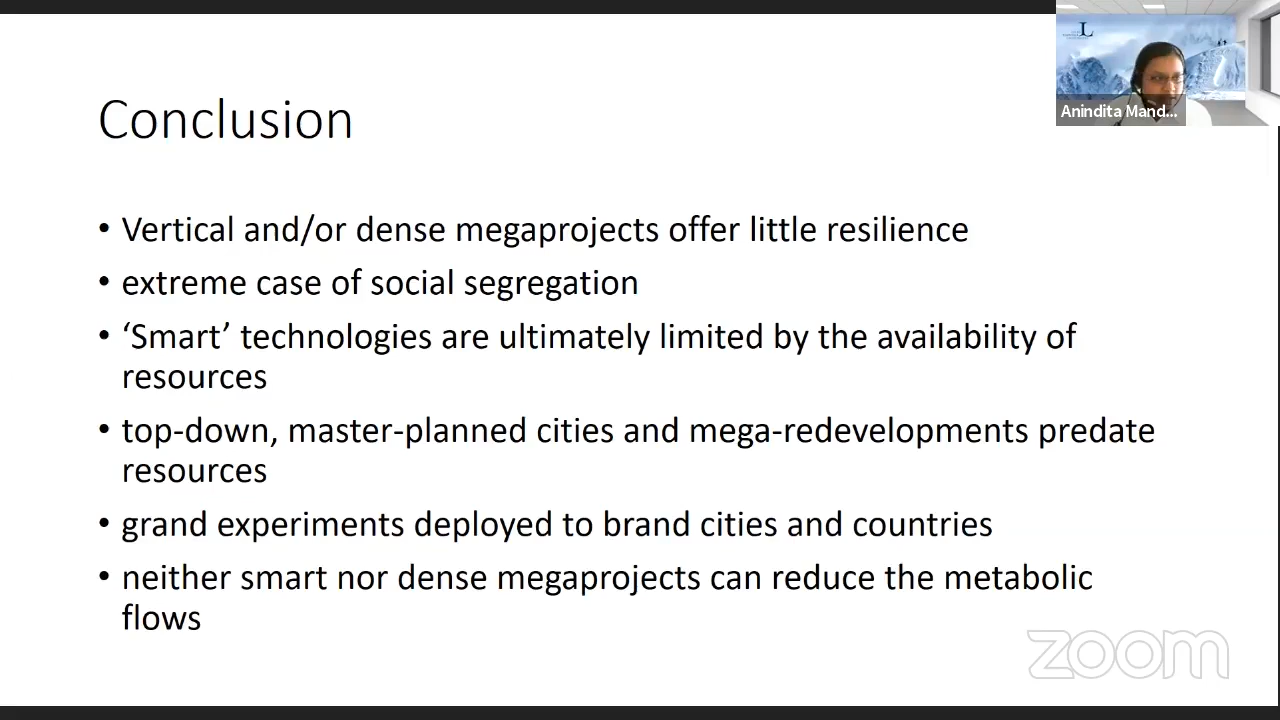 Conclusion
• Vertical and/or dense megaprojects offer little resilience
• extreme case of social segregation
• ‘Smart’ technologies are ultimately limited by the availability of
resources
• top-down, master-planned cities and mega-redevelopments predate
resources
• grand experiments deployed to brand cities and countries
• neither smart nor dense megaprojects can reduce the metabolic
flows
L
Anindita Mand...
zoom